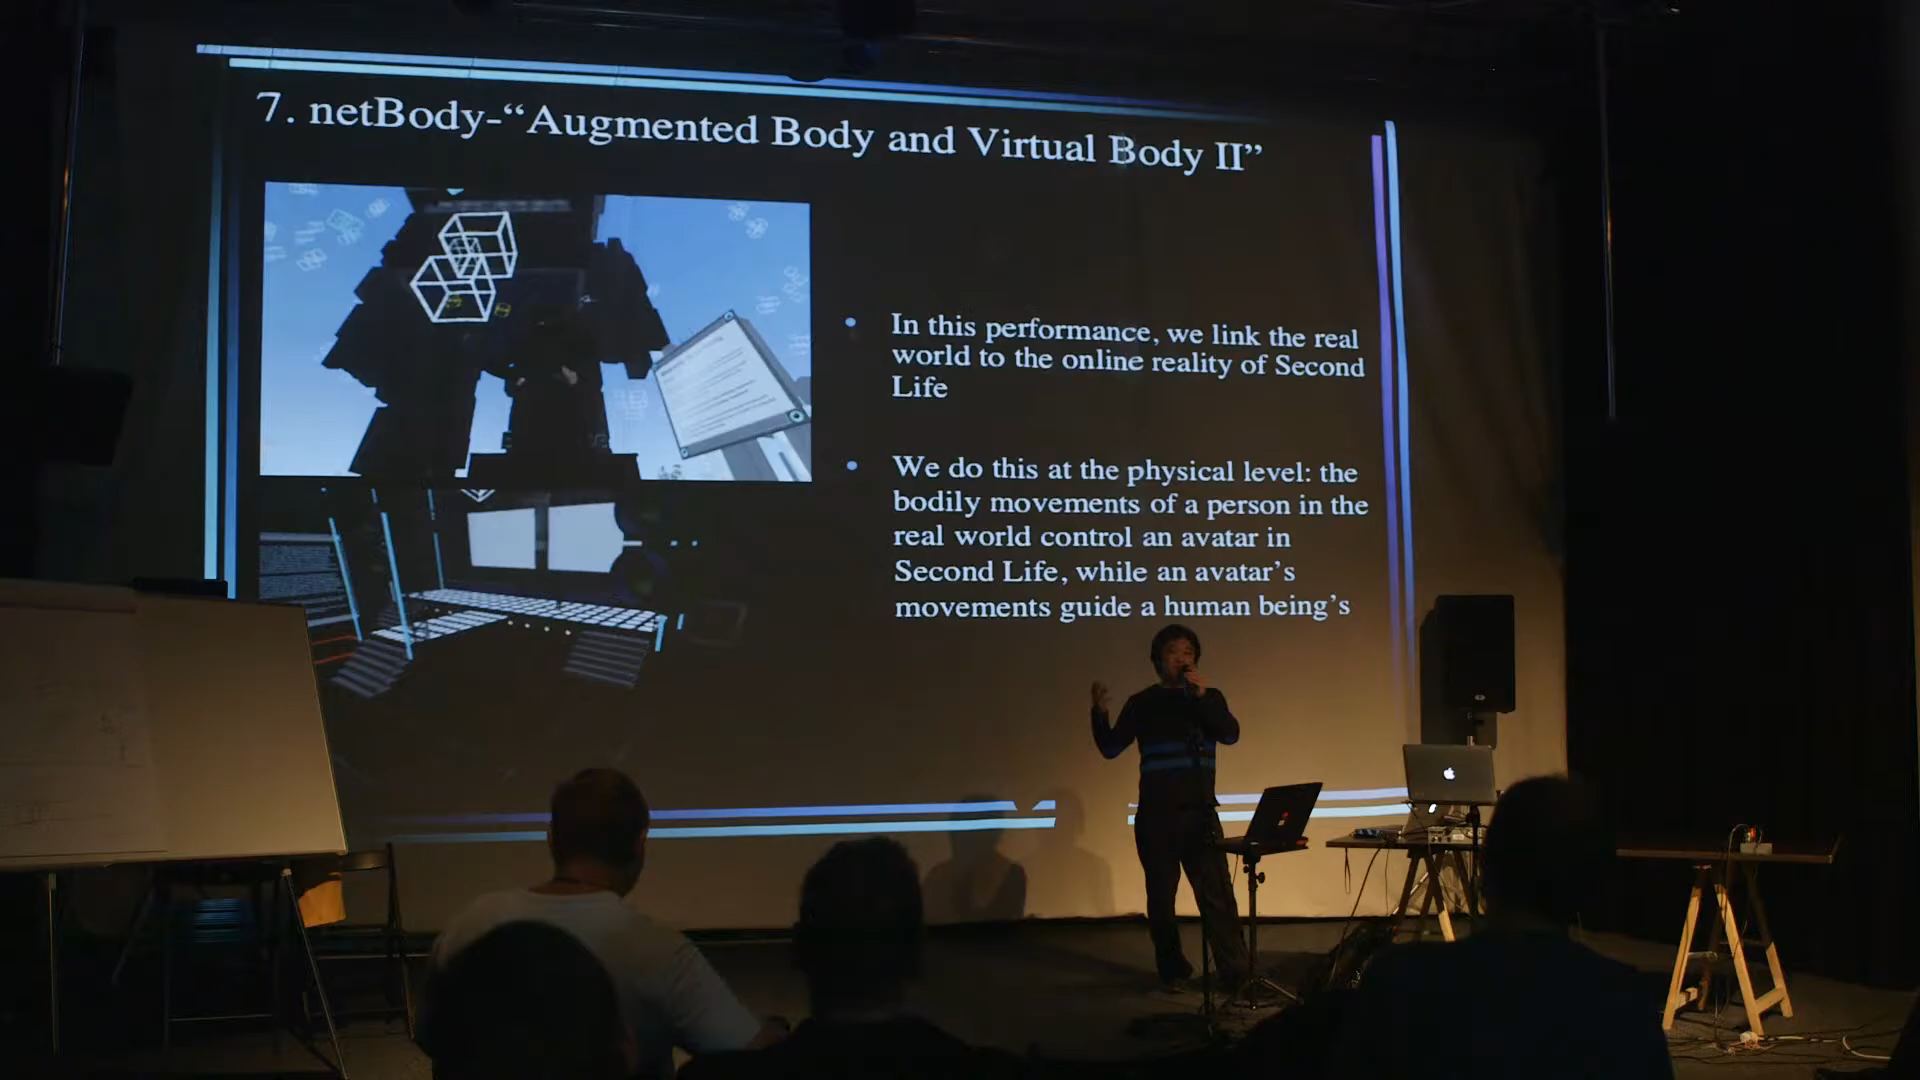 7. netBody-“Augmented Body and Virtual Body II”
In this performance, we link the real
world to the online reality of Second
Life
We do this at the physical level: the
bodily movements of a person in the
real world control an avatar in
Second Life, while an avatar’s
movements guide a human being’s